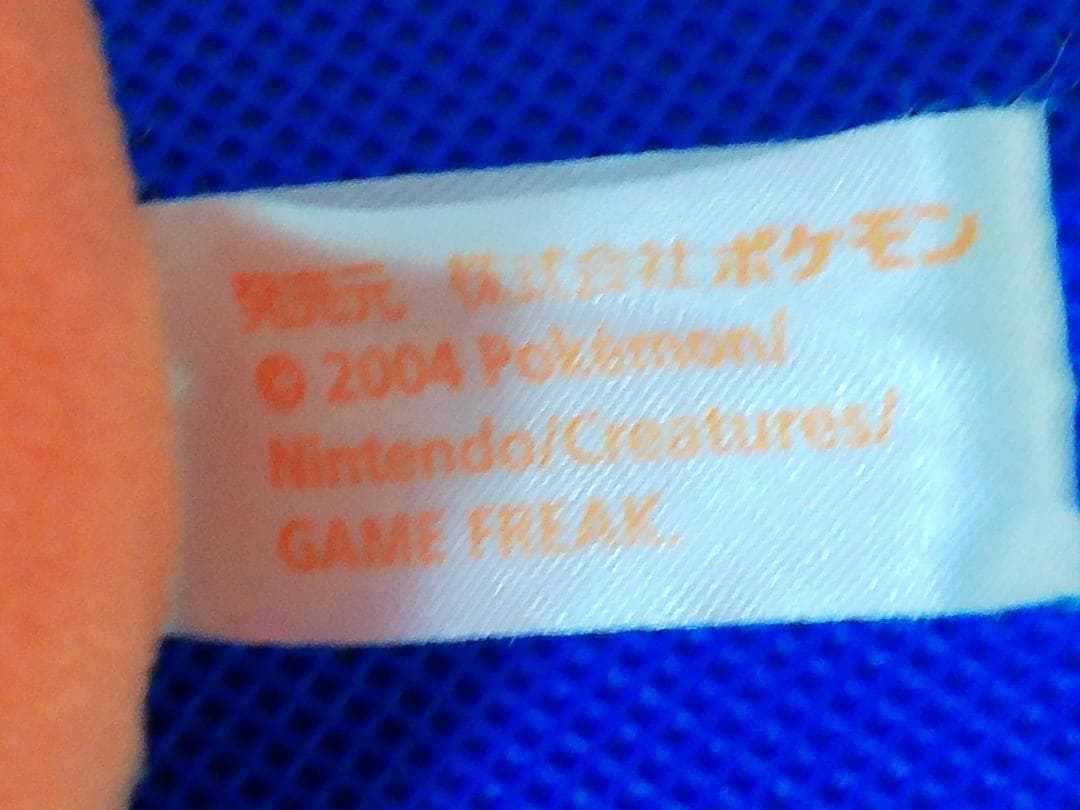 発売元 株式会社ポケモン
© 2004 Pokémon/
Nintendo/Creatures/
GAME FREAK.